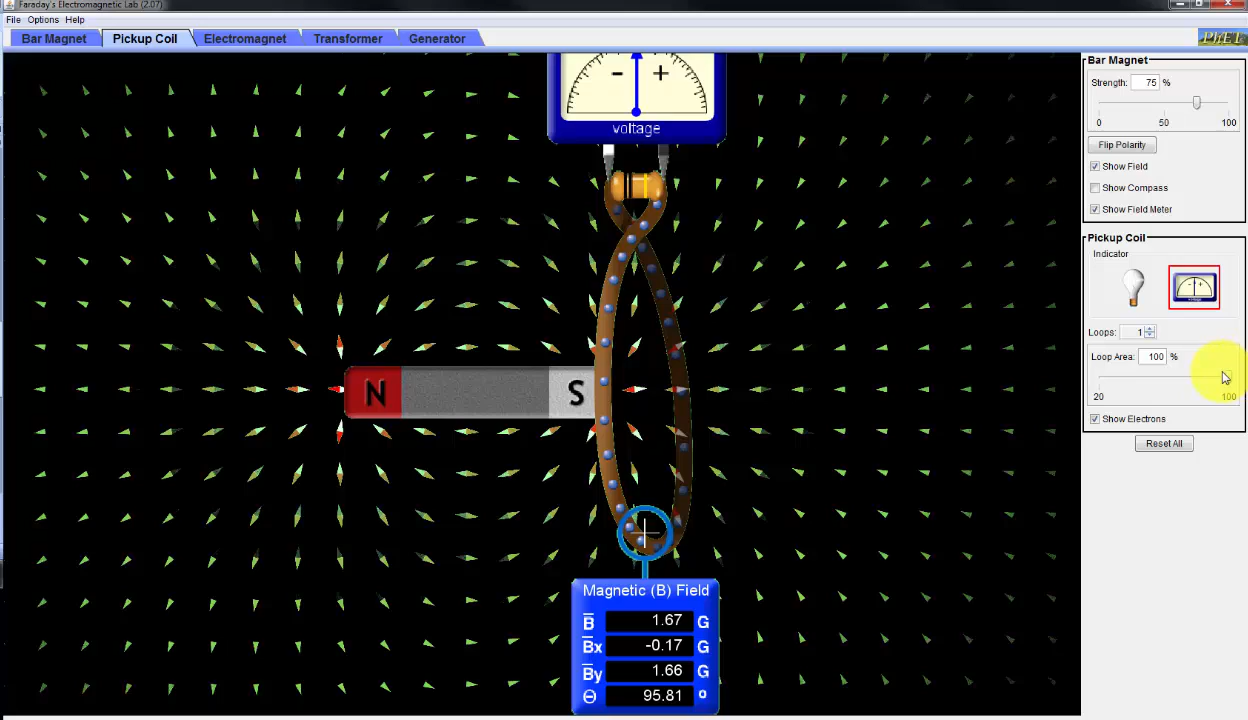 Faraday's Electromagnetic Lab (2.07)
File Options Help
Bar Magnet Pickup Coil Electromagnet Transformer Generator
PhET
Bar Magnet
Strength: 75 %
0 50 100
Flip Polarity
Show Field
Show Compass
Show Field Meter
Pickup Coil
Indicator
voltage
Loops: 1
Loop Area: 100 %
20 100
Show Electrons
Reset All
- +
voltage
N S
Magnetic (B) Field
B 1.67 G
Bx -0.17 G
By 1.66 G
Θ 95.81 º